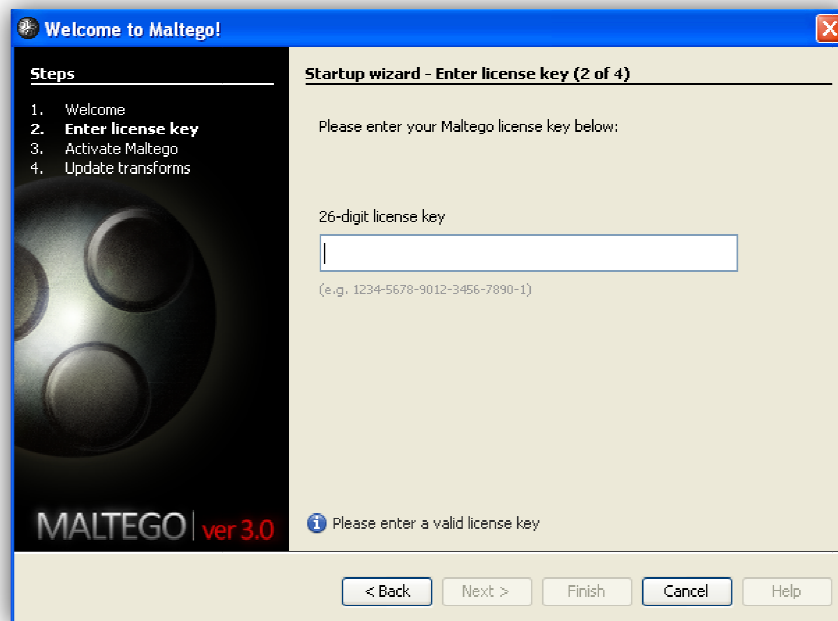 Welcome to Maltego!
Steps
1. Welcome
2. Enter license key
3. Activate Maltego
4. Update transforms
MALTEGO ver 3.0
Startup wizard - Enter license key (2 of 4)
Please enter your Maltego license key below:
26-digit license key
(e.g. 1234-5678-9012-3456-7890-1)
Please enter a valid license key
< Back Next > Finish Cancel Help